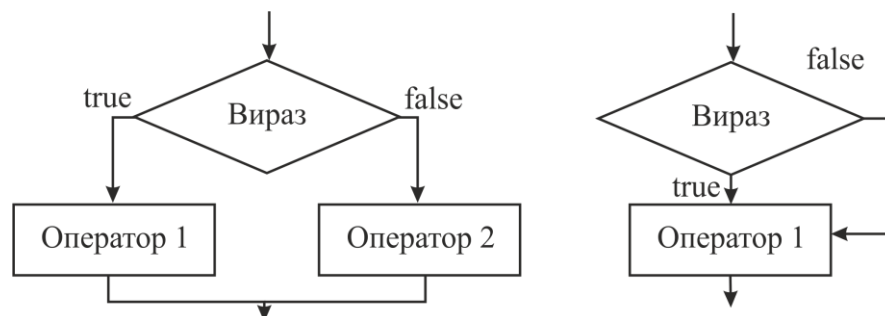 true
Вираз
false
Оператор 1
Оператор 2
false
Вираз
true
Оператор 1